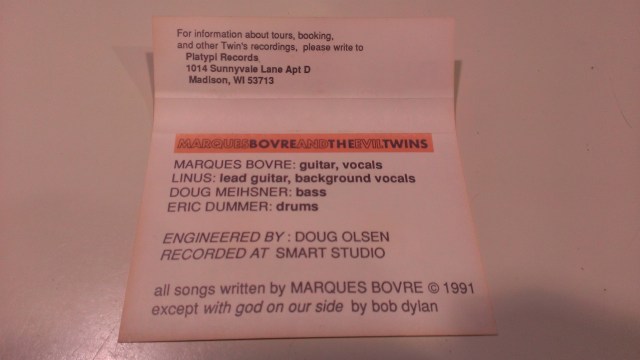 For information about tours, booking,
and other Twin's recordings, please write to
Platypi Records
1014 Sunnyvale Lane Apt D
Madison, WI 53713
MARQUESBOVREANDTHEEVILTWINS
MARQUES BOVRE: guitar, vocals
LINUS: lead guitar, background vocals
DOUG MEIHSNER: bass
ERIC DUMMER: drums
ENGINEERED BY : DOUG OLSEN
RECORDED AT SMART STUDIO
all songs written by MARQUES BOVRE © 1991
except with god on our side by bob dylan